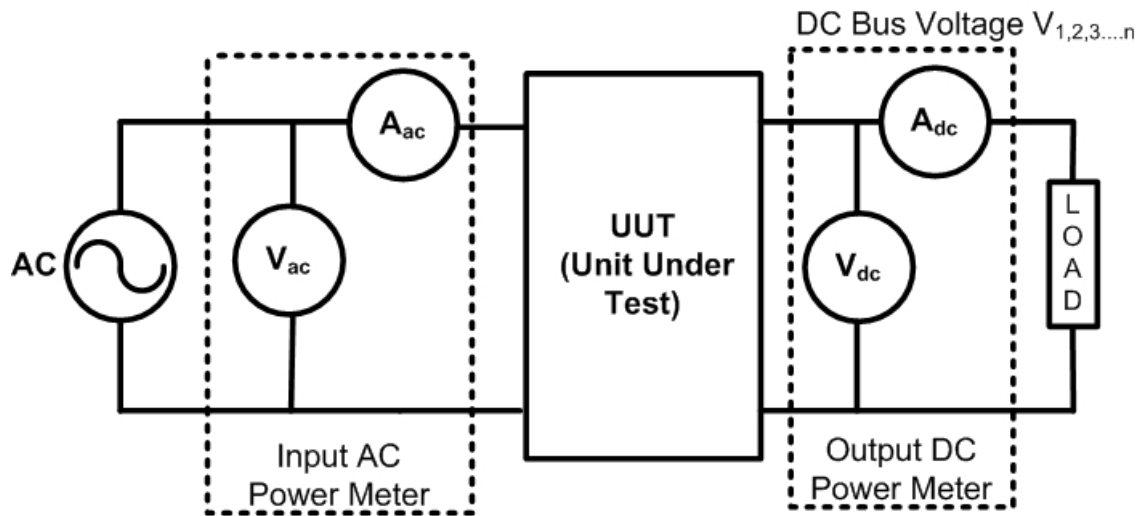 DC Bus Voltage V1,2,3....n
AC
Vac
Aac
UUT
(Unit Under
Test)
Vdc
Adc
LOAD
Input AC
Power Meter
Output DC
Power Meter